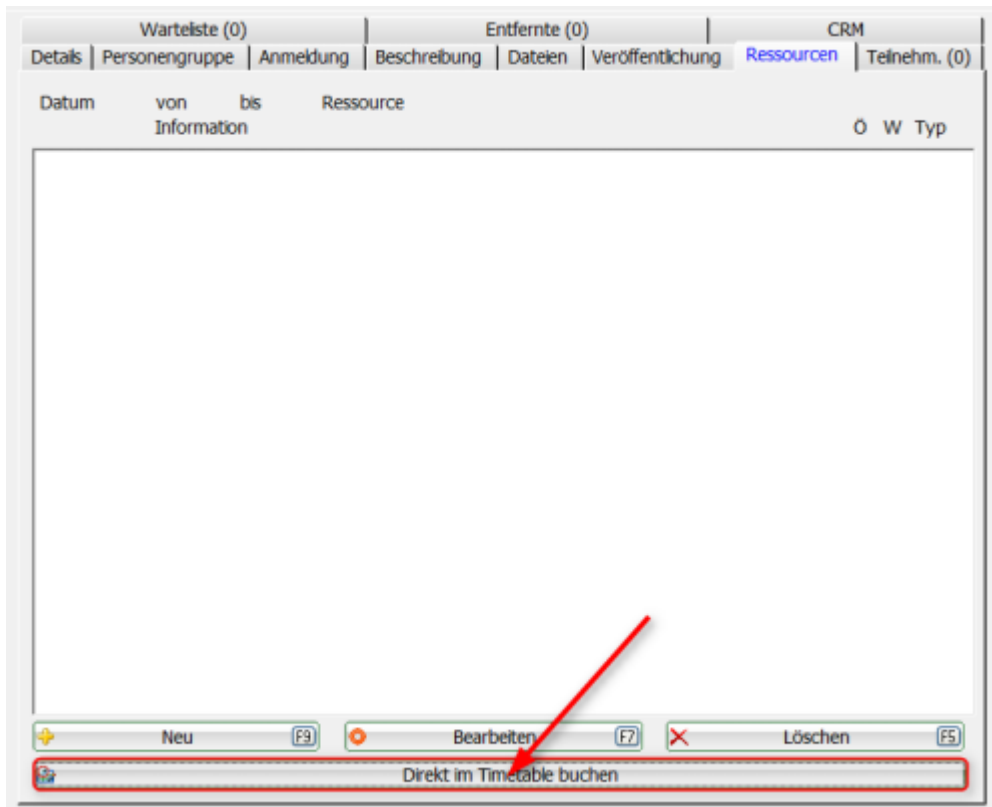 Warteliste (0) Entfernte (0) CRM
Details Personengruppe Anmeldung Beschreibung Dateien Veröffentlichung Ressourcen Teilnehm. (0)
Datum von bis Ressource
Information Ö W Typ
Neu F9 Bearbeiten F7 Löschen F5
Direkt im Timetable buchen